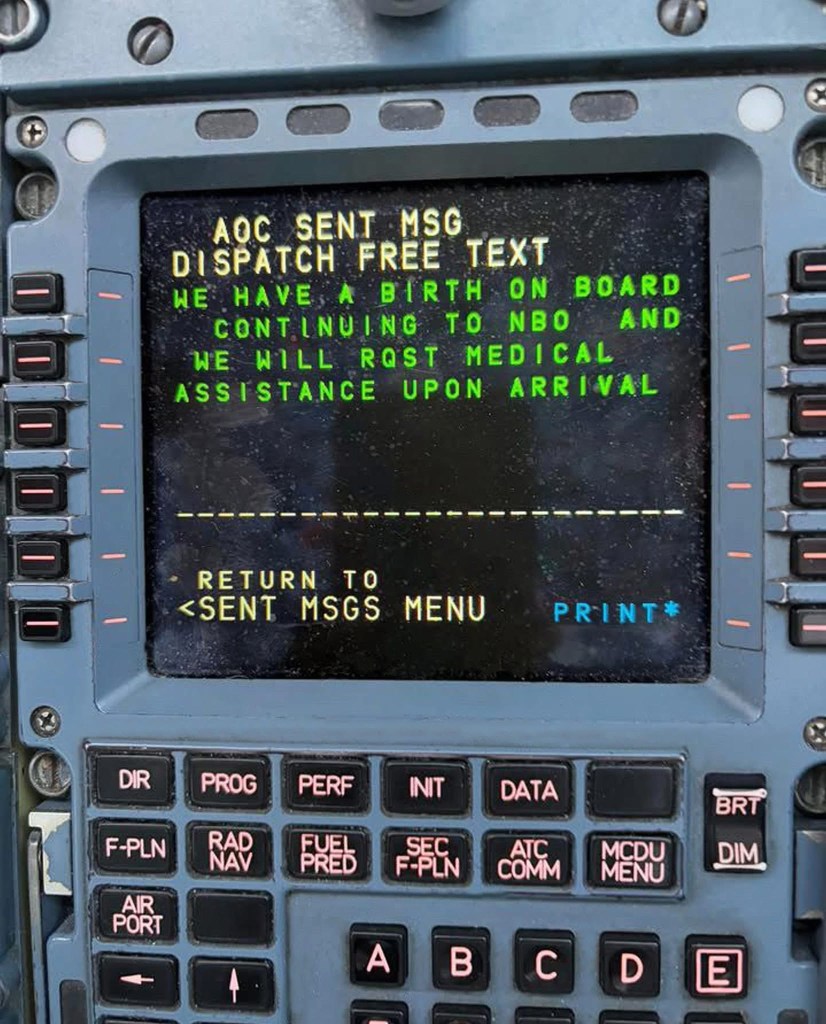 AOC SENT MSG
DISPATCH FREE TEXT
WE HAVE A BIRTH ON BOARD
CONTINUING TO NBO AND
WE WILL RQST MEDICAL
ASSISTANCE UPON ARRIVAL
------------------------
RETURN TO
<SENT MSGS MENU PRINT*
DIR PROG PERF INIT DATA
BRT
F-PLN RAD NAV FUEL PRED SEC F-PLN ATC COMM MCDU MENU
DIM
AIR PORT
← ↑
A B C D E